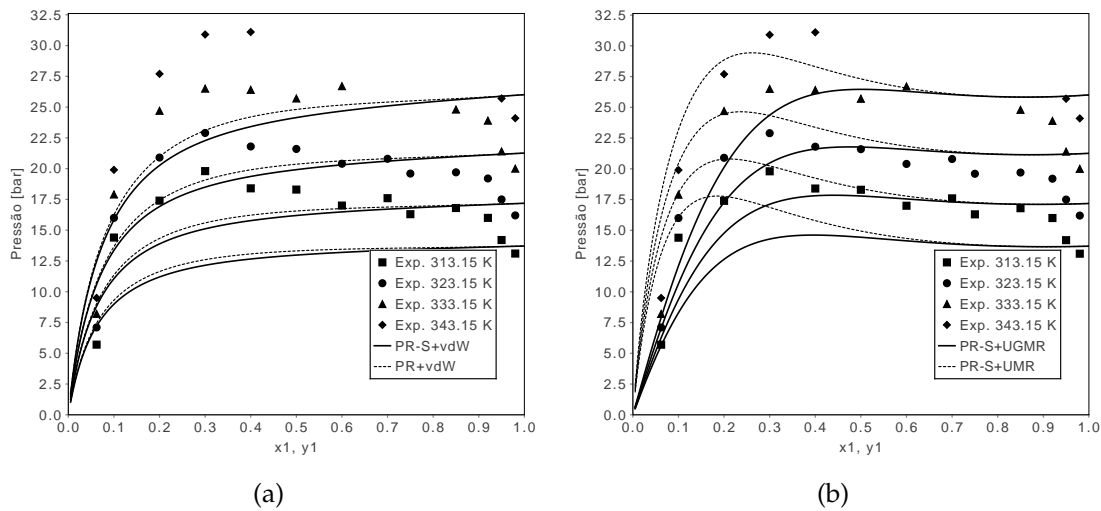 32.5
30.0
27.5
25.0
22.5
20.0
17.5
15.0
12.5
10.0
7.5
5.0
2.5
0.0
Pressão [bar]
0.0 0.1 0.2 0.3 0.4 0.5 0.6 0.7 0.8 0.9 1.0
x1, y1
Exp. 313.15 K
Exp. 323.15 K
Exp. 333.15 K
Exp. 343.15 K
PR-S+vdW
PR+vdW
(a)
32.5
30.0
27.5
25.0
22.5
20.0
17.5
15.0
12.5
10.0
7.5
5.0
2.5
0.0
Pressão [bar]
0.0 0.1 0.2 0.3 0.4 0.5 0.6 0.7 0.8 0.9 1.0
x1, y1
Exp. 313.15 K
Exp. 323.15 K
Exp. 333.15 K
Exp. 343.15 K
PR-S+UGMR
PR-S+UMR
(b)